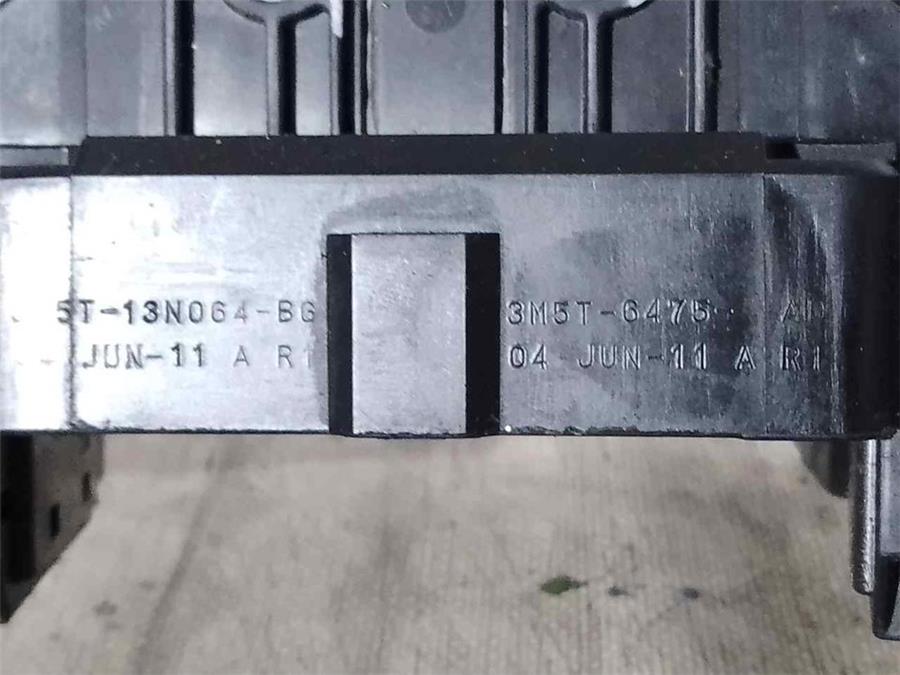 5T-13N064-BG
JUN-11 A R1
3M5T-6475
04 JUN-11 A R1